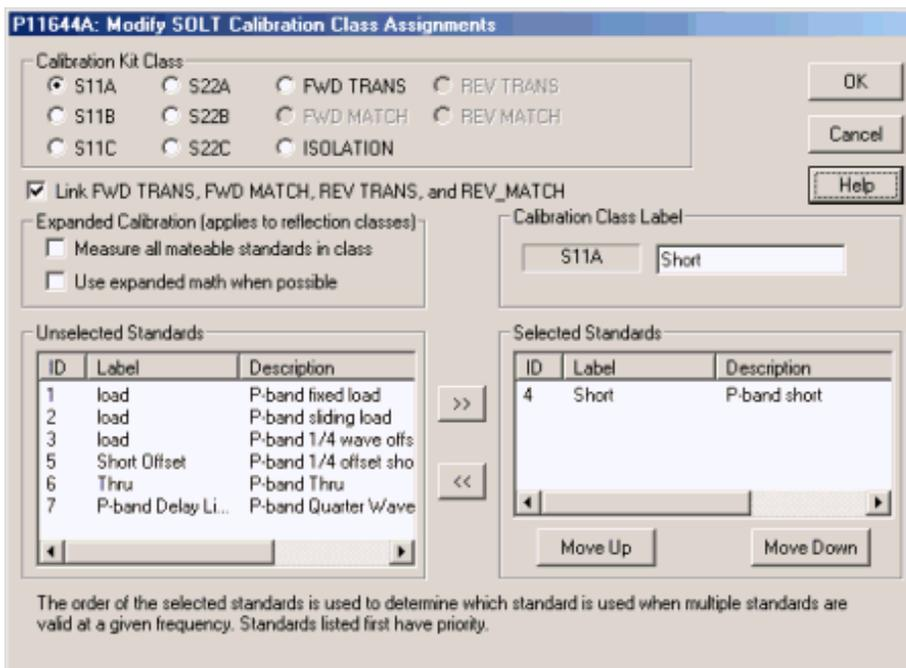 P11644A: Modify SOLT Calibration Class Assignments
Calibration Kit Class
S11A S22A FWD TRANS REV TRANS
S11B S22B FWD MATCH REV MATCH
S11C S22C ISOLATION
OK
Cancel
Help
Link FWD TRANS, FWD MATCH, REV TRANS, and REV_MATCH
Expanded Calibration (applies to reflection classes)
Measure all mateable standards in class
Use expanded math when possible
Calibration Class Label
S11A Short
Unselected Standards
ID Label Description
1 load P-band fixed load
2 load P-band sliding load
3 load P-band 1/4 wave offs
5 Short Offset P-band 1/4 offset sho
6 Thru P-band Thru
7 P-band Delay Li... P-band Quarter Wave
>>
<<
Selected Standards
ID Label Description
4 Short P-band short
Move Up Move Down
The order of the selected standards is used to determine which standard is used when multiple standards are
valid at a given frequency. Standards listed first have priority.